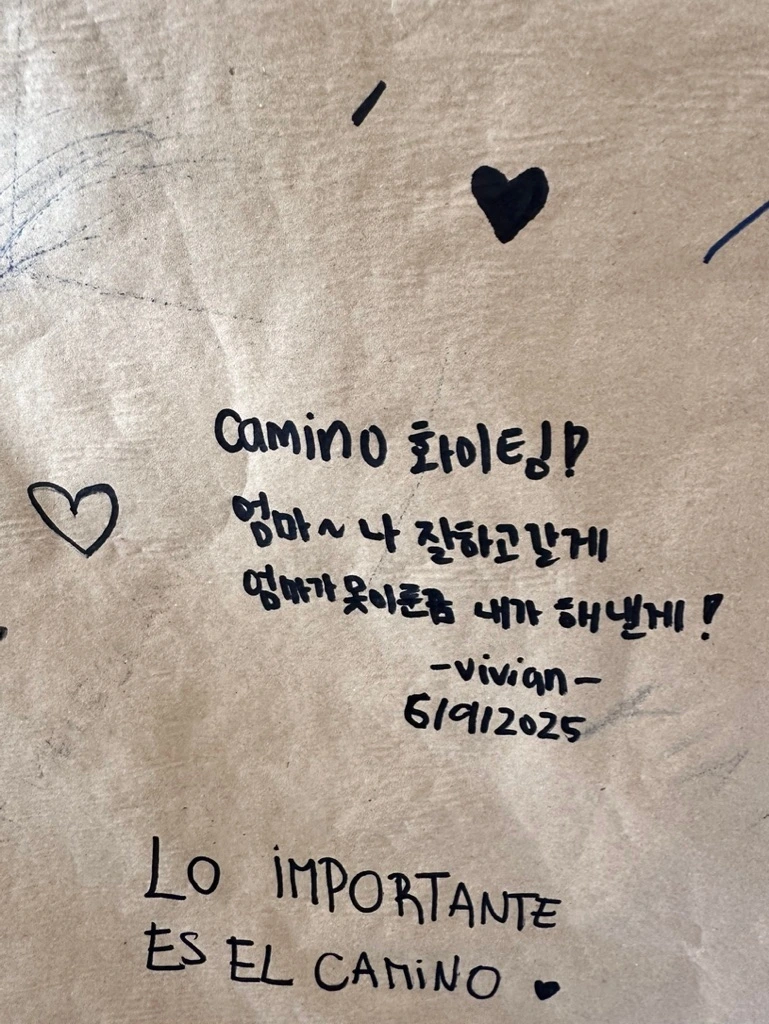 camino 화이팅!
엄마~ 나 잘하고갈게
엄마가 못이룬꿈 내가 해낼게!
-vivian-
6/9/2025
LO IMPORTANTE
ES EL CAMINO